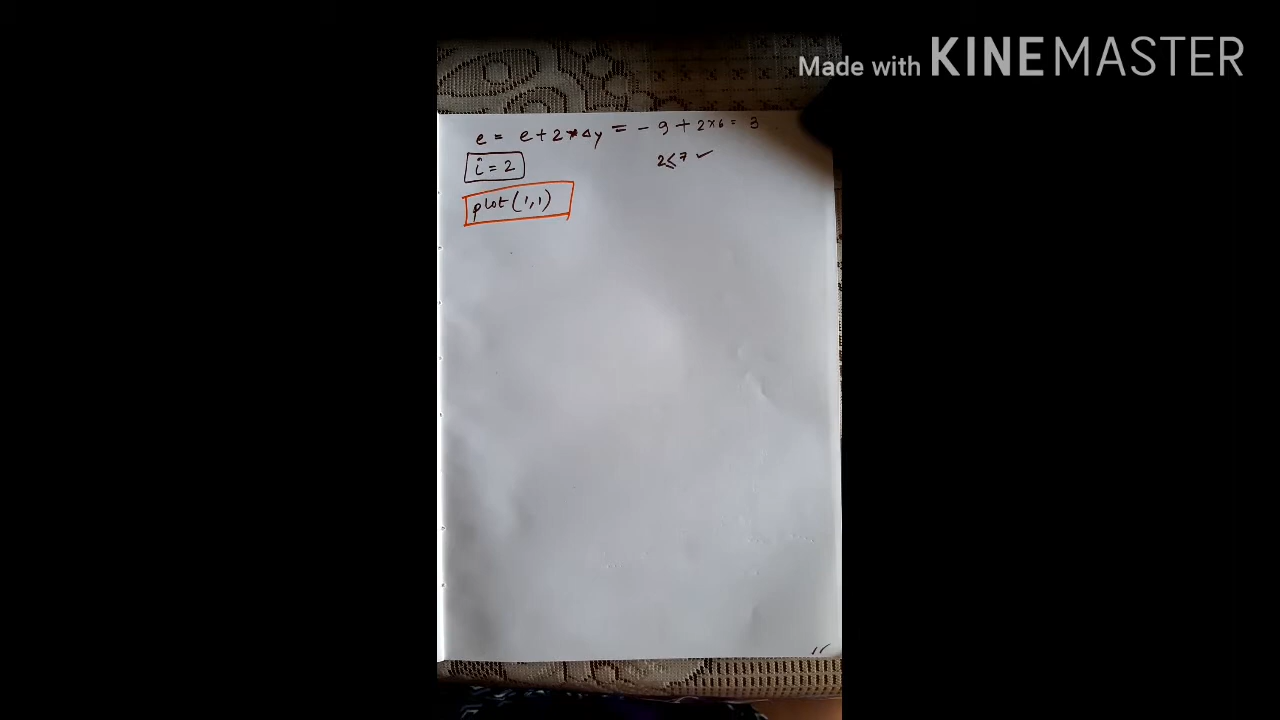 Made with KINEMASTER
e = e + 2 * Δy = - 9 + 2×6 = 3
i = 2
2 ≤ 7 ✓
plot (1,1)